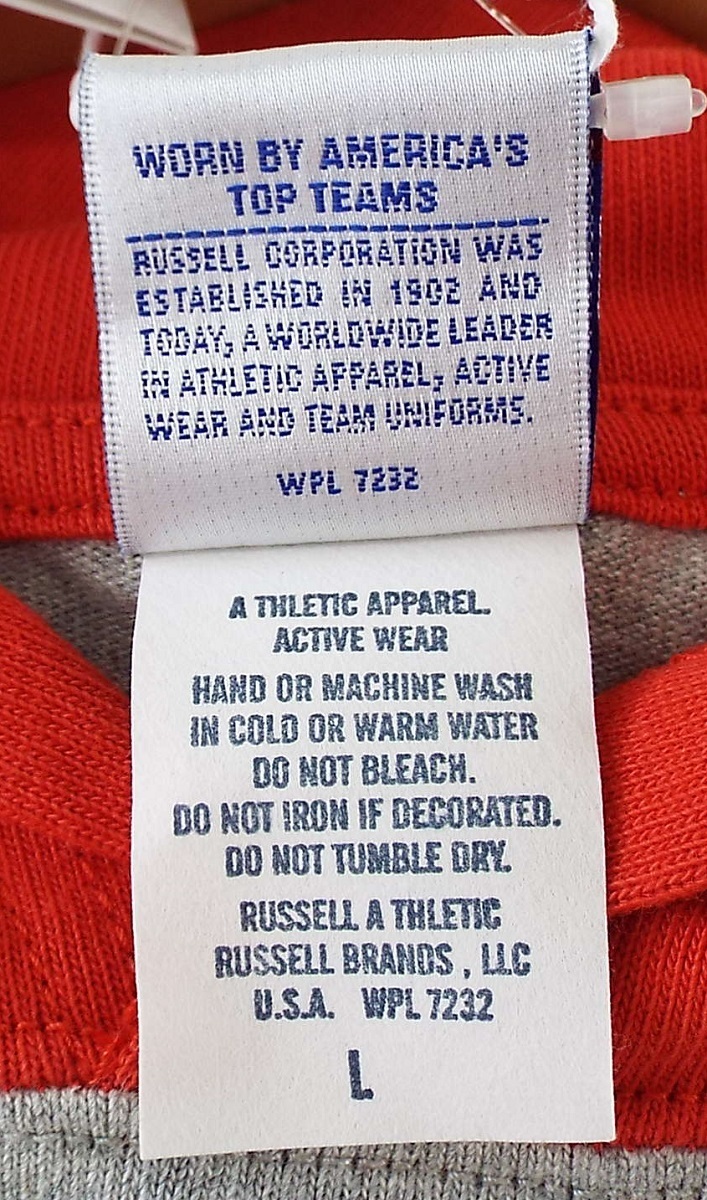 WORN BY AMERICA'S
TOP TEAMS
RUSSELL CORPORATION WAS
ESTABLISHED IN 1902 AND
TODAY, A WORLDWIDE LEADER
IN ATHLETIC APPAREL, ACTIVE
WEAR AND TEAM UNIFORMS.
WPL 7232
A THLETIC APPAREL.
ACTIVE WEAR
HAND OR MACHINE WASH
IN COLD OR WARM WATER
DO NOT BLEACH.
DO NOT IRON IF DECORATED.
DO NOT TUMBLE DRY.
RUSSELL A THLETIC
RUSSELL BRANDS , LLC
U.S.A. WPL 7232
L